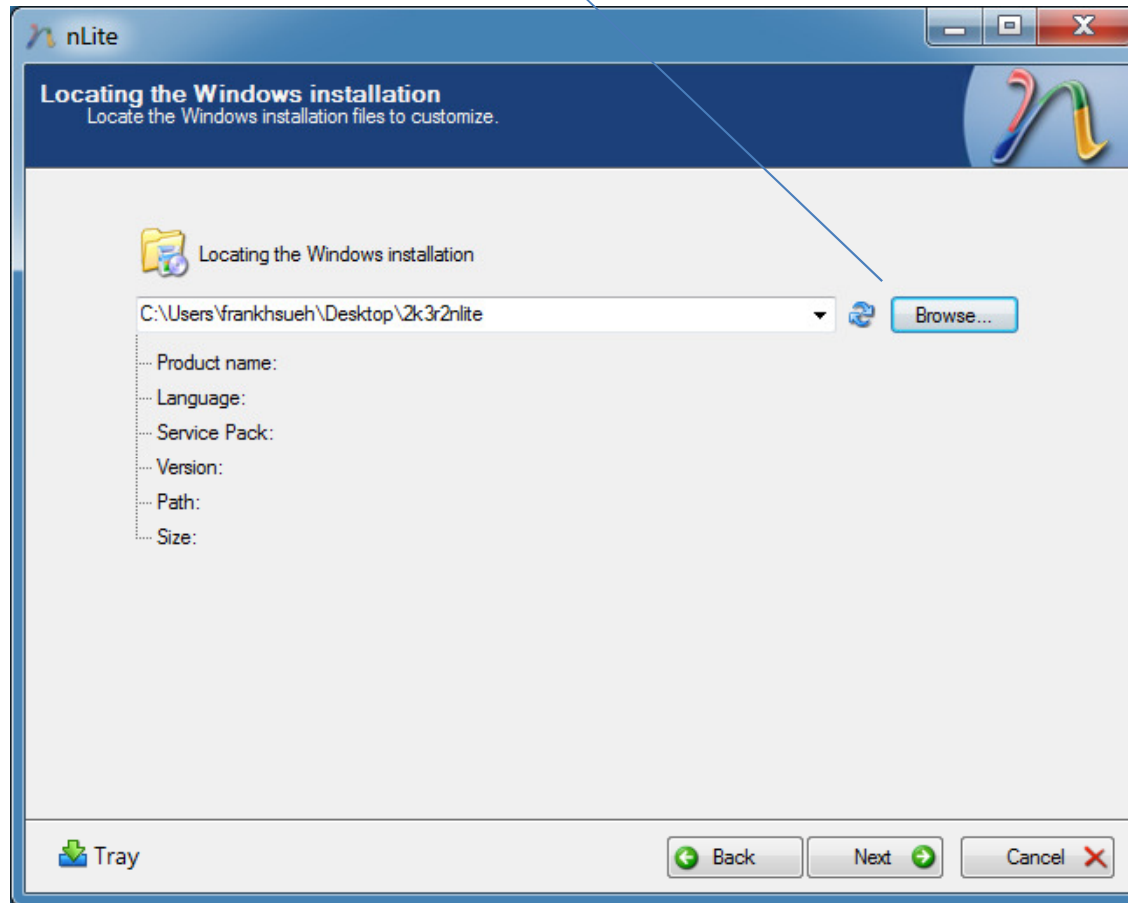 nLite
Locating the Windows installation
Locate the Windows installation files to customize.
Locating the Windows installation
C:\Users\frankhsueh\Desktop\2k3r2nlite
Browse...
Product name:
Language:
Service Pack:
Version:
Path:
Size:
Tray
Back
Next
Cancel